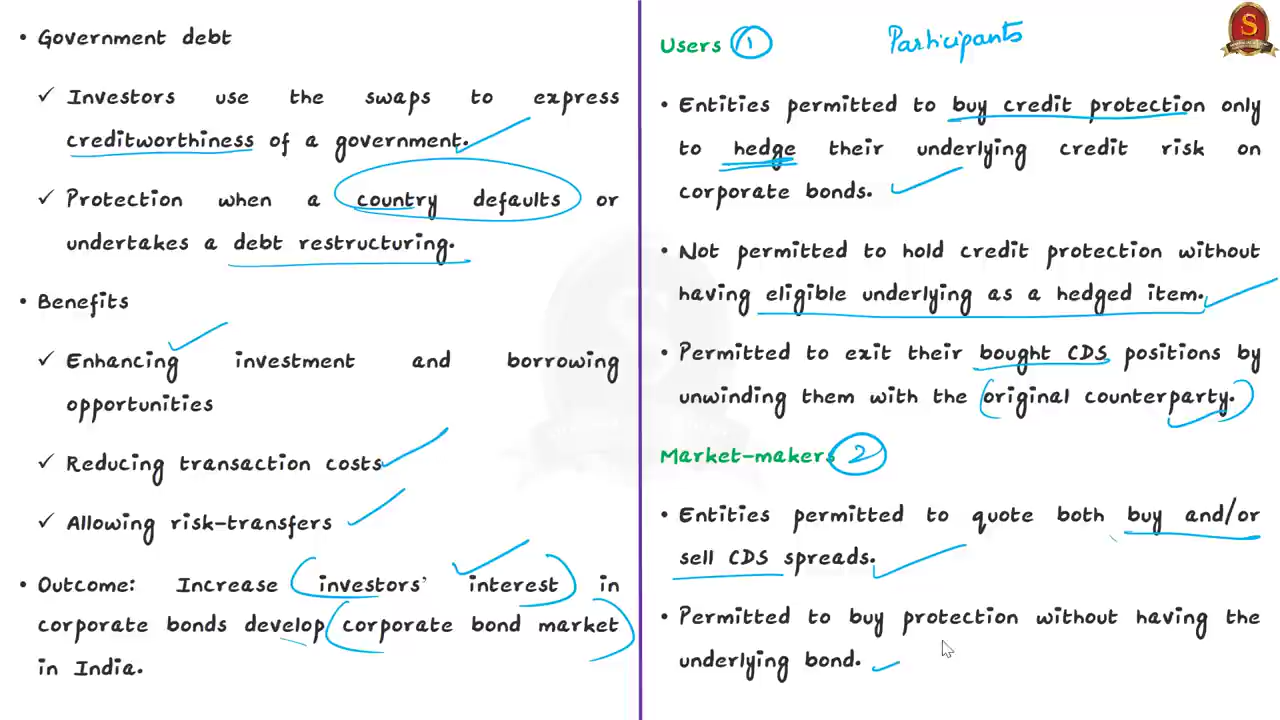 • Government debt
✓ Investors use the swaps to express
creditworthiness of a government.
✓ Protection when a country defaults or
undertakes a debt restructuring.
• Benefits
✓ Enhancing investment and borrowing
opportunities
✓ Reducing transaction costs
✓ Allowing risk-transfers
• Outcome: Increase investors' interest in
corporate bonds develop corporate bond market
in India.
Users 1
Participants
S
• Entities permitted to buy credit protection only
to hedge their underlying credit risk on
corporate bonds.
• Not permitted to hold credit protection without
having eligible underlying as a hedged item.
• Permitted to exit their bought CDS positions by
unwinding them with the original counterparty.
Market-makers 2
• Entities permitted to quote both buy and/or
sell CDS spreads.
• Permitted to buy protection without having the
underlying bond.